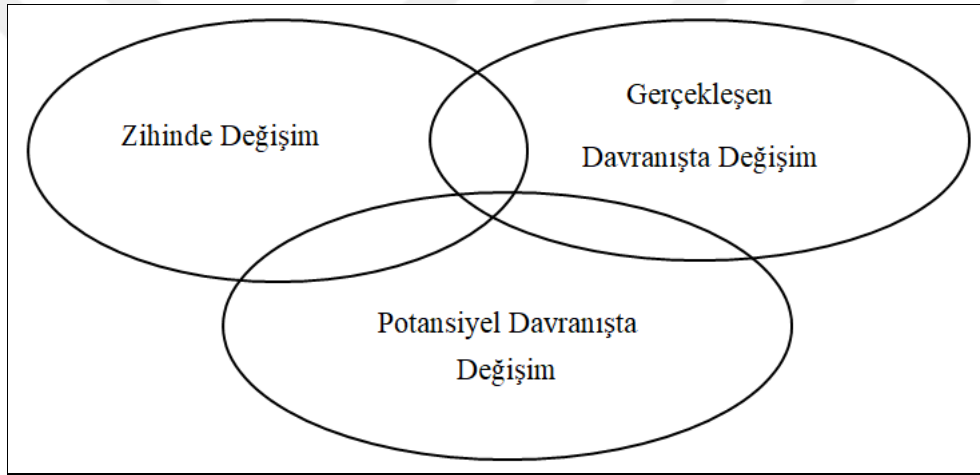 Zihinde Değişim
Gerçekleşen
Davranışta Değişim
Potansiyel Davranışta
Değişim